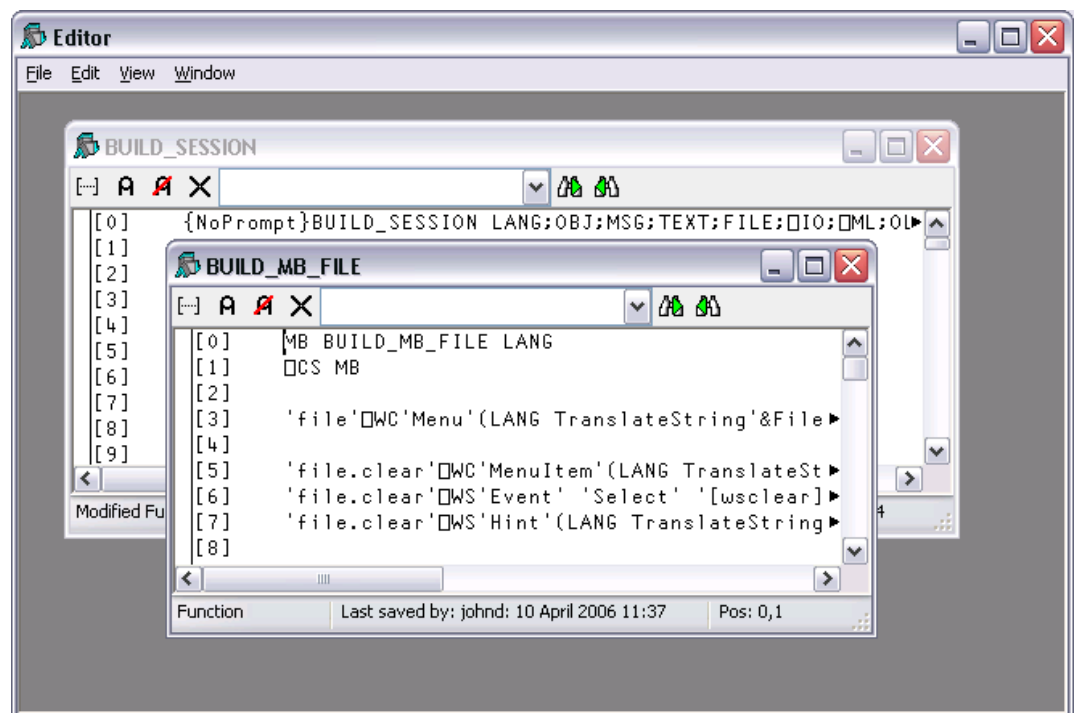 Editor
File Edit View Window
BUILD_SESSION
[0] {NoPrompt}BUILD_SESSION LANG;OBJ;MSG;TEXT;FILE;⎕IO;⎕ML;
[1]
[2]
[3]
[4]
[5]
[6]
[7]
[8]
[9]
Modified
BUILD_MB_FILE
[0] MB BUILD_MB_FILE LANG
[1] ⎕CS MB
[2]
[3] 'file'⎕WC'Menu'(LANG TranslateString'&File
[4]
[5] 'file.clear'⎕WC'MenuItem'(LANG TranslateSt
[6] 'file.clear'⎕WS'Event' 'Select' '[wsclear]
[7] 'file.clear'⎕WS'Hint'(LANG TranslateString
[8]
Function Last saved by: johnd: 10 April 2006 11:37 Pos: 0,1